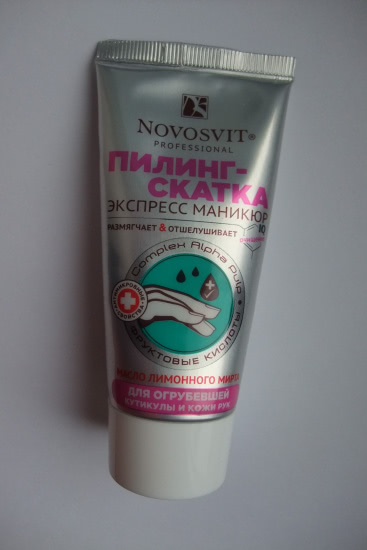 NOVOSVIT®
PROFESSIONAL
ПИЛИНГ-
СКАТКА
ЭКСПРЕСС МАНИКЮР
РАЗМЯГЧАЕТ & ОТШЕЛУШИВАЕТ
Complex Alpha Pulp
ФРУКТОВЫЕ КИСЛОТЫ
МАСЛО ЛИМОННОГО МИРТА
ДЛЯ ОГРУБЕВШЕЙ
КУТИКУЛЫ И КОЖИ РУК